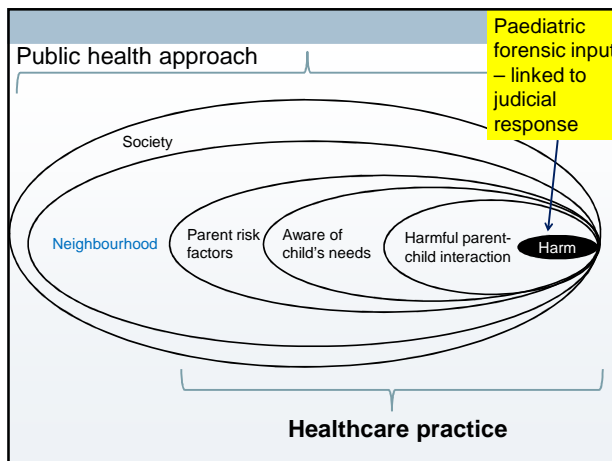 Public health approach
Paediatric
forensic input
– linked to
judicial
response
Society
Neighbourhood
Parent risk
factors
Aware of
child's needs
Harmful parent-
child interaction
Harm
Healthcare practice